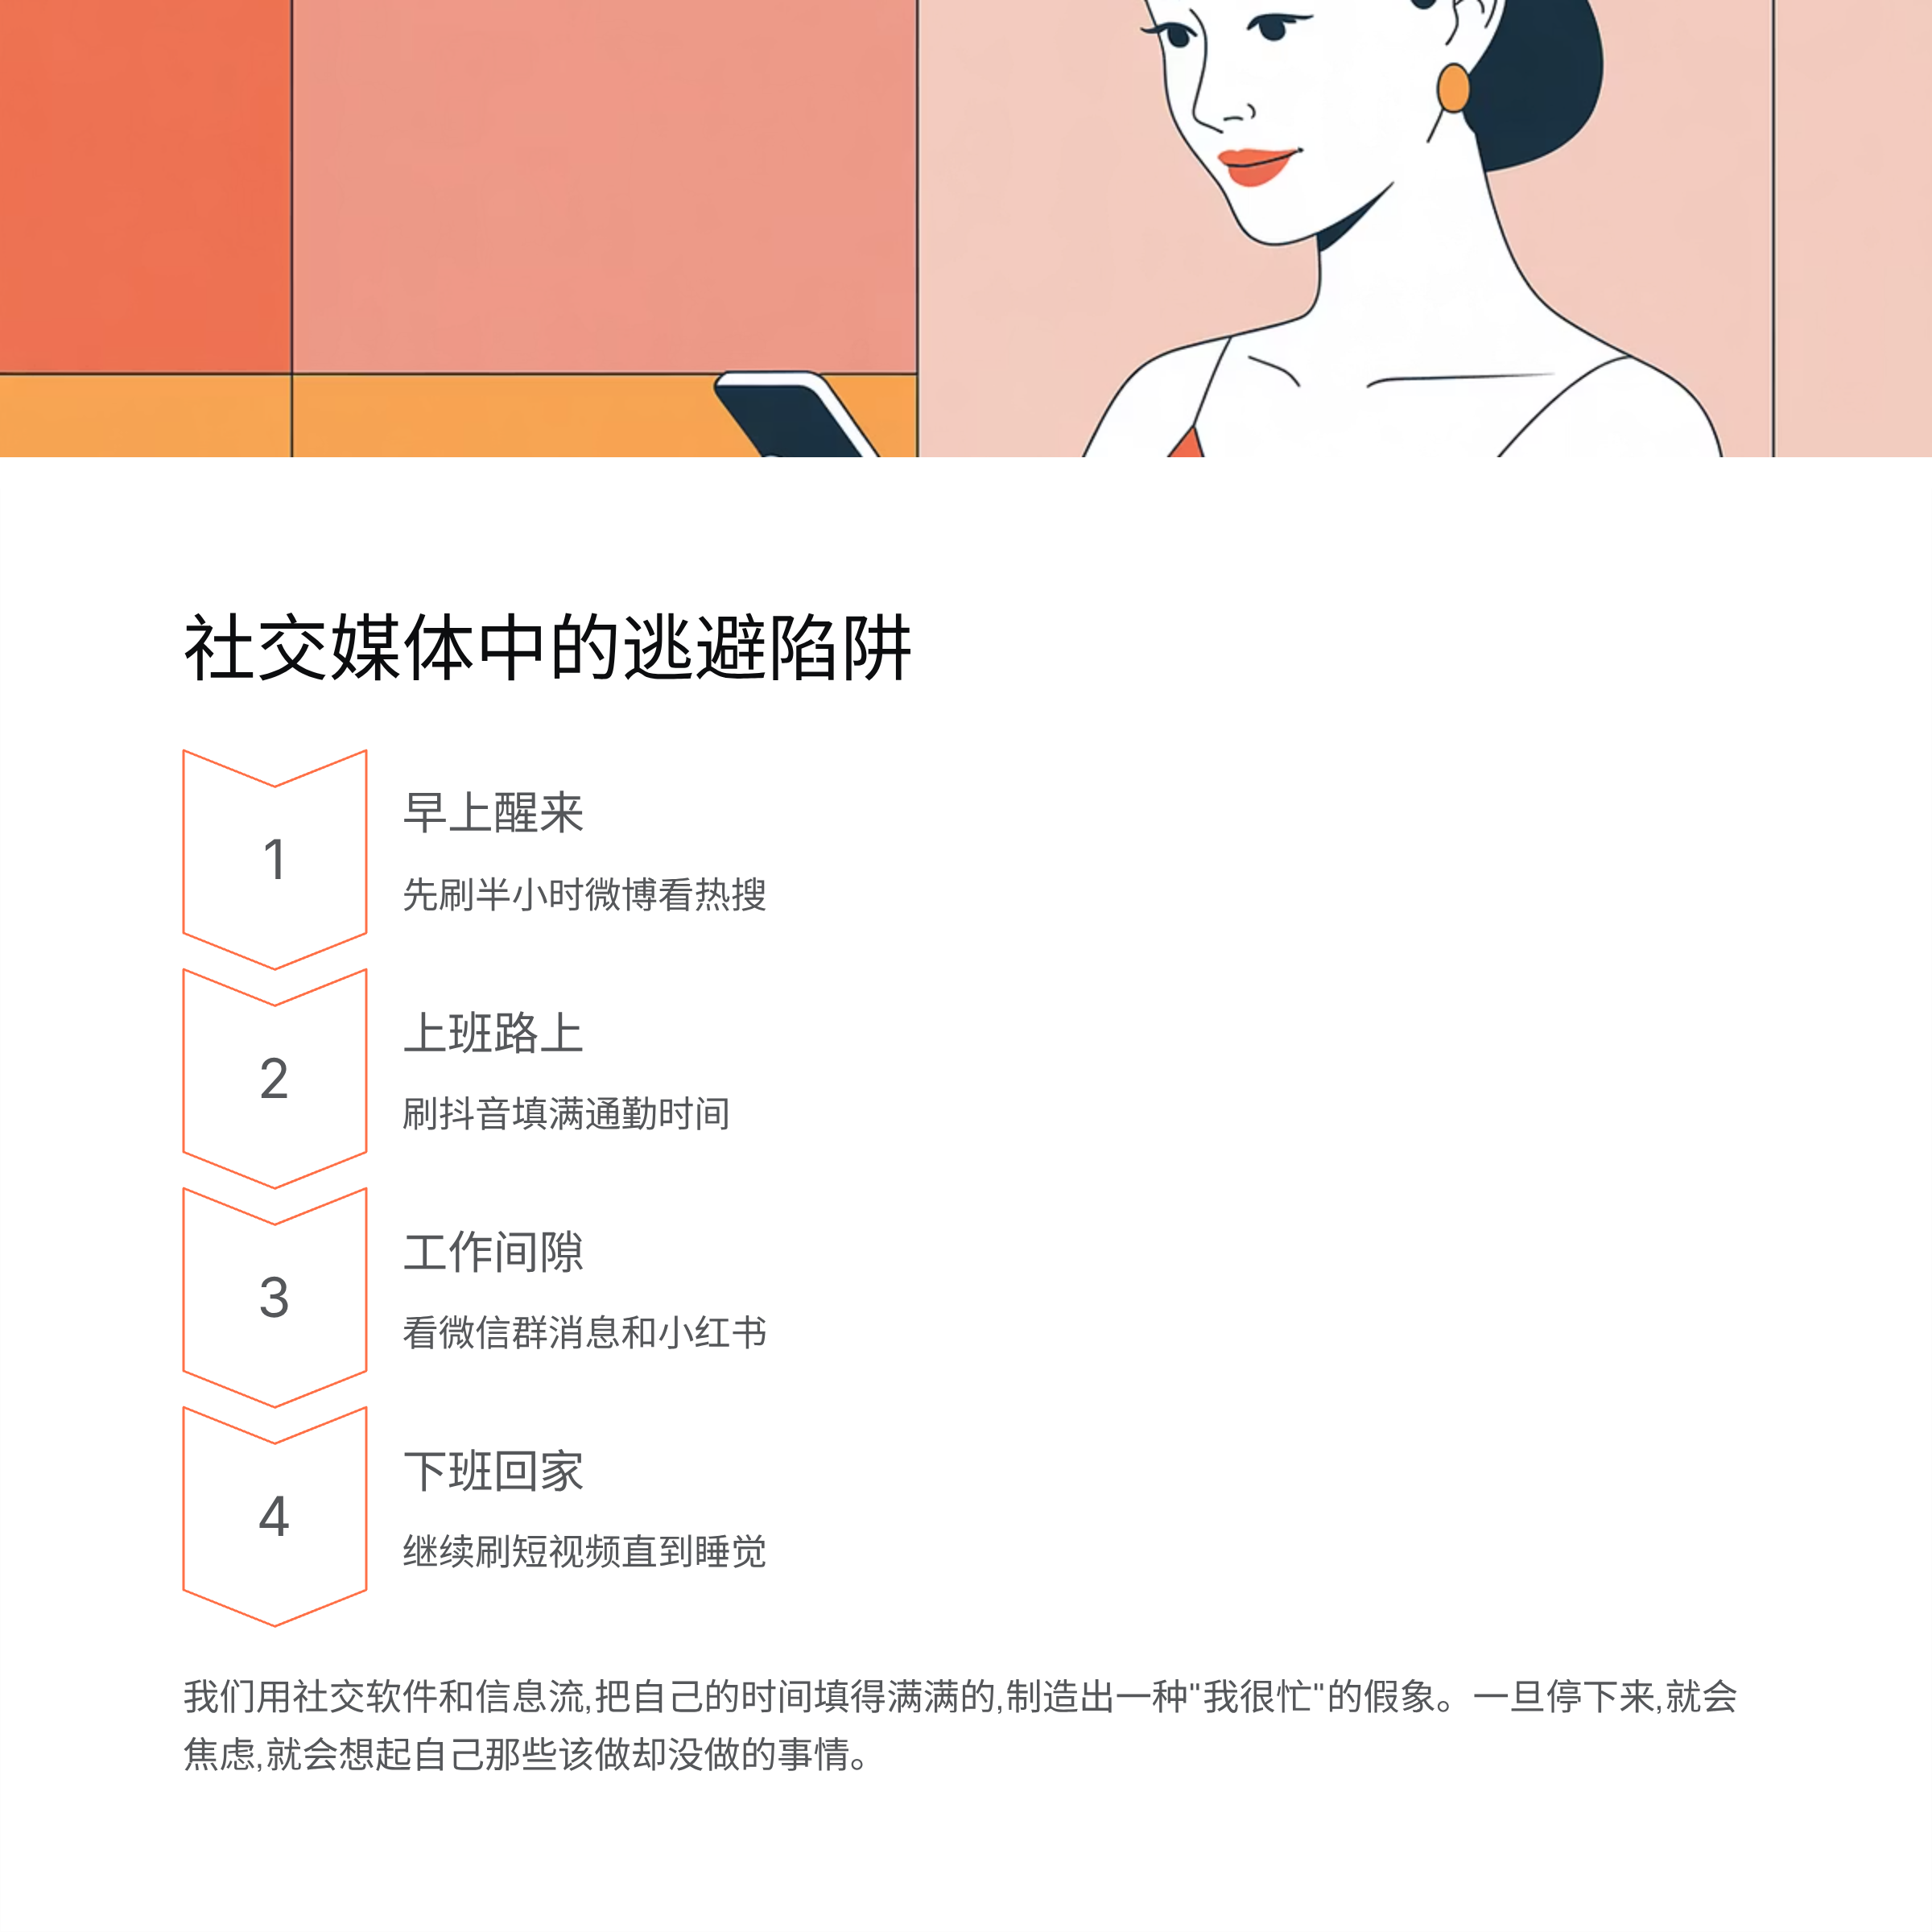 社交媒体中的逃避陷阱
1
早上醒来
先刷半小时微博看热搜
2
上班路上
刷抖音填满通勤时间
3
工作间隙
看微信群消息和小红书
4
下班回家
继续刷短视频直到睡觉
我们用社交软件和信息流,把自己的时间填得满满的,制造出一种"我很忙"的假象。一旦停下来,就会
焦虑,就会想起自己那些该做却没做的事情。